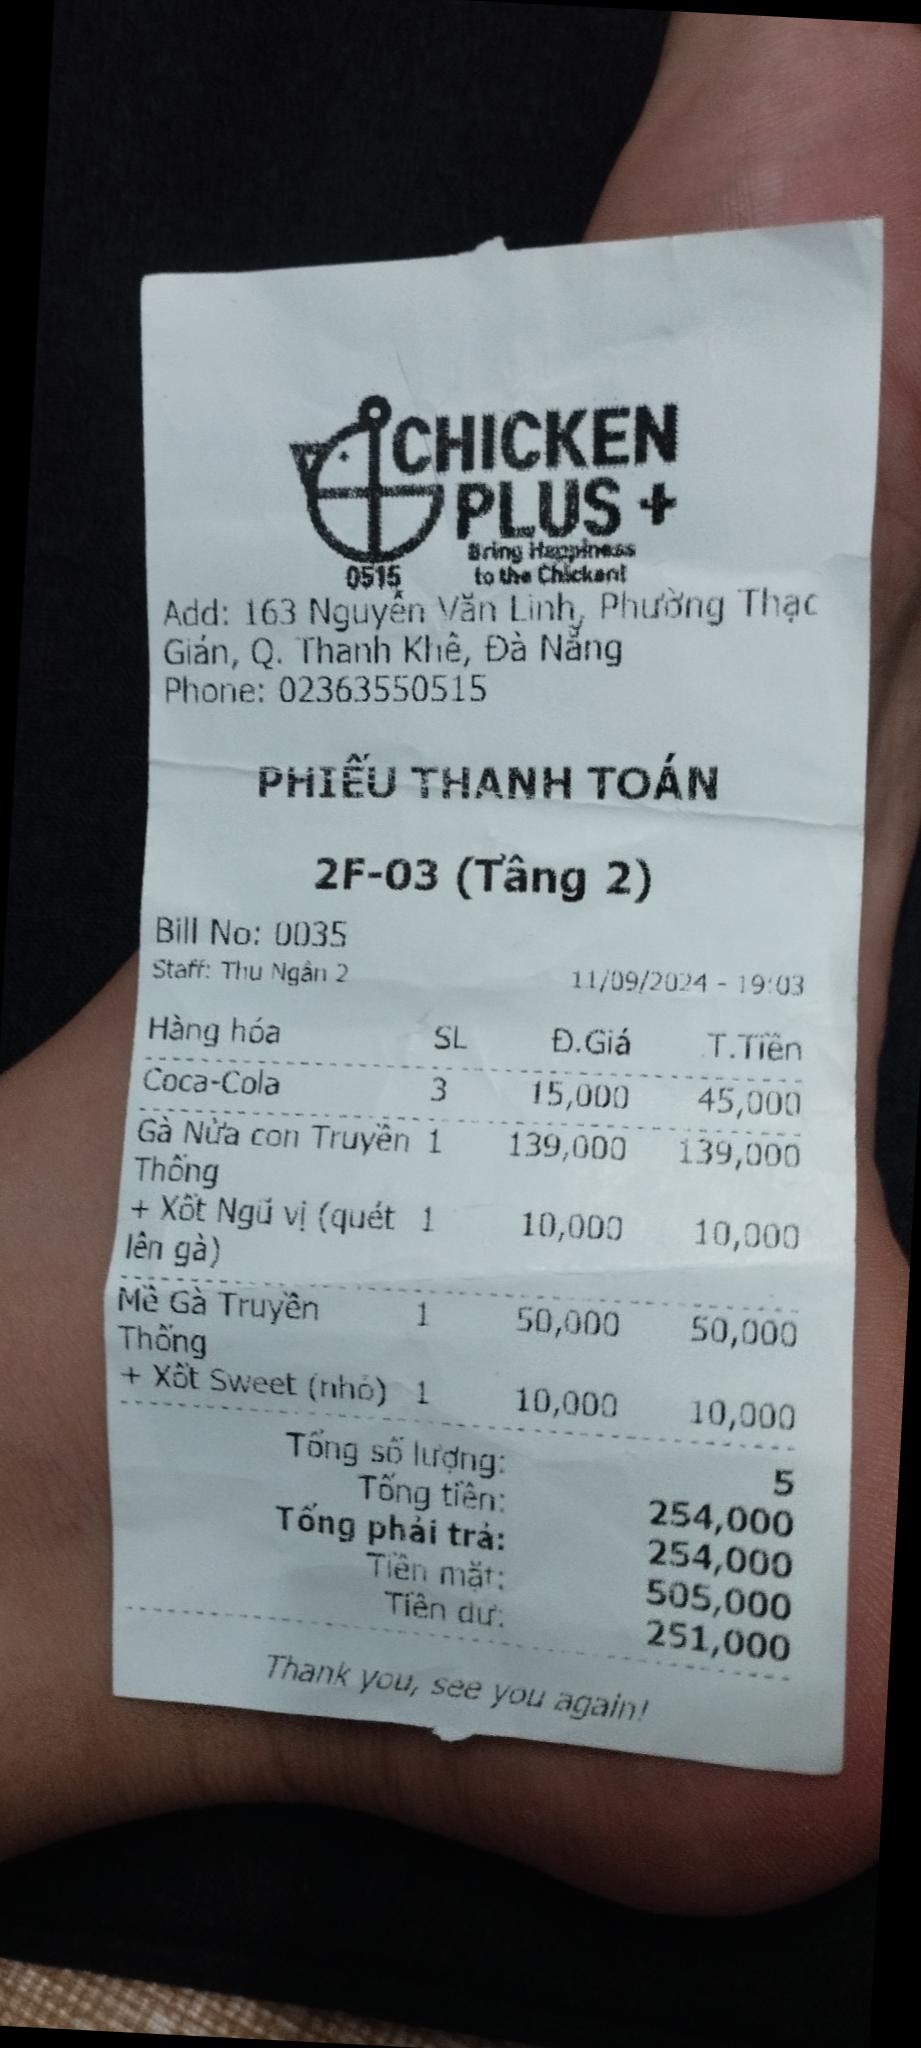 CHICKEN
PLUS +
Bring Happiness
to the Chicken!
0515
Add: 163 Nguyễn Văn Linh, Phường Thạc
Gián, Q. Thanh Khê, Đà Nẵng
Phone: 02363550515
PHIẾU THANH TOÁN
2F-03 (Tầng 2)
Bill No: 0035
Staff: Thu Ngân 2 11/09/2024 - 19:03
Hàng hóa SL Đ.Giá T.Tiền
Coca-Cola 3 15,000 45,000
Gà Nửa con Truyền 1 139,000 139,000
Thống
+ Xốt Ngũ vị (quét 1 10,000 10,000
lên gà)
Mề Gà Truyền 1 50,000 50,000
Thống
+ Xốt Sweet (nhỏ) 1 10,000 10,000
Tổng số lượng: 5
Tổng tiền: 254,000
Tổng phải trả: 254,000
Tiền mặt: 505,000
Tiền dư: 251,000
Thank you, see you again!